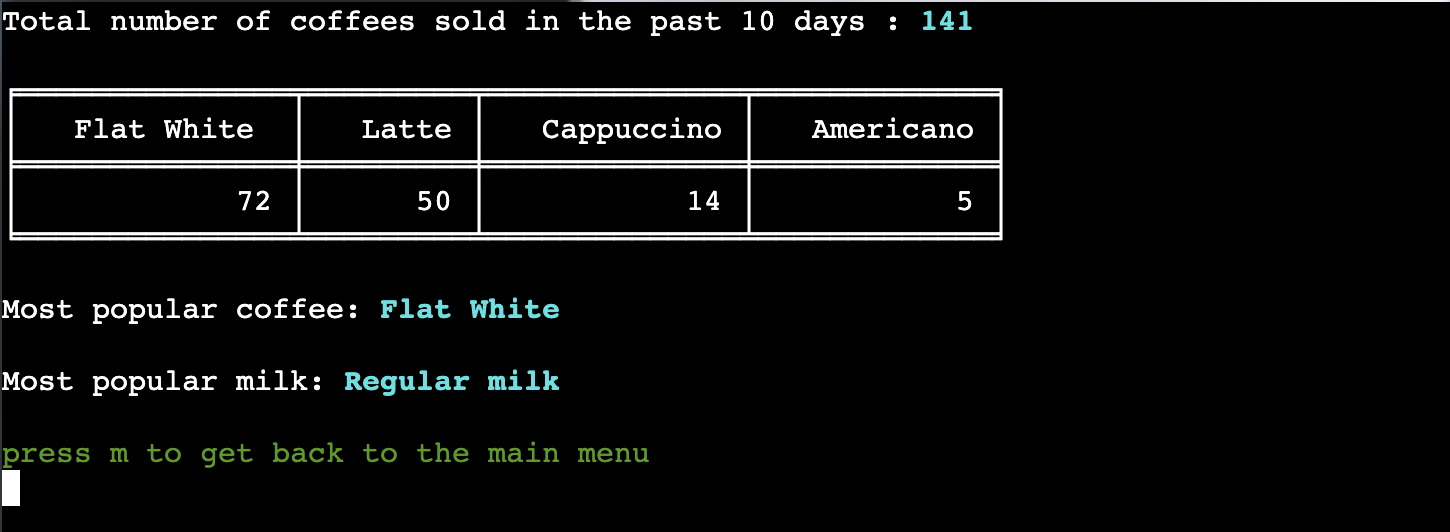 Total number of coffees sold in the past 10 days : 141
Flat White Latte Cappuccino Americano
72 50 14 5
Most popular coffee: Flat White
Most popular milk: Regular milk
press m to get back to the main menu